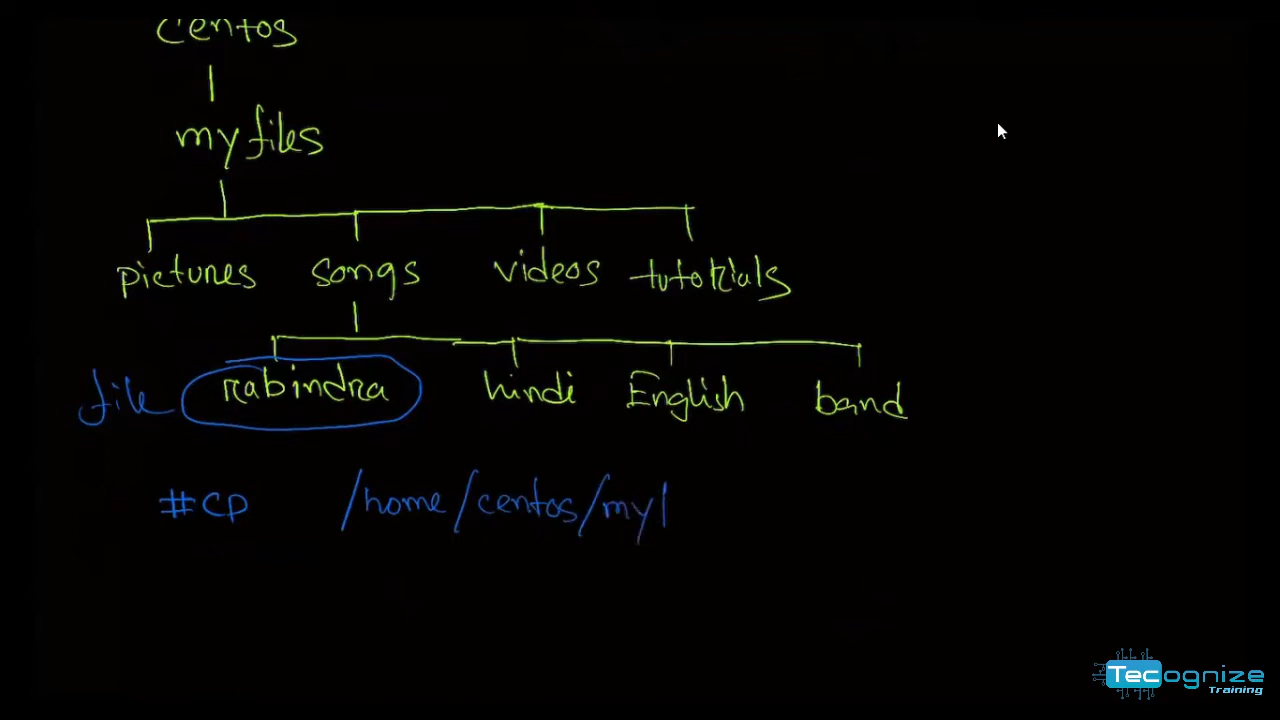 centos
myfiles
pictures songs videos tutorials
file rabindra hindi English band
#cp /home/centos/my
Tecognize
Training